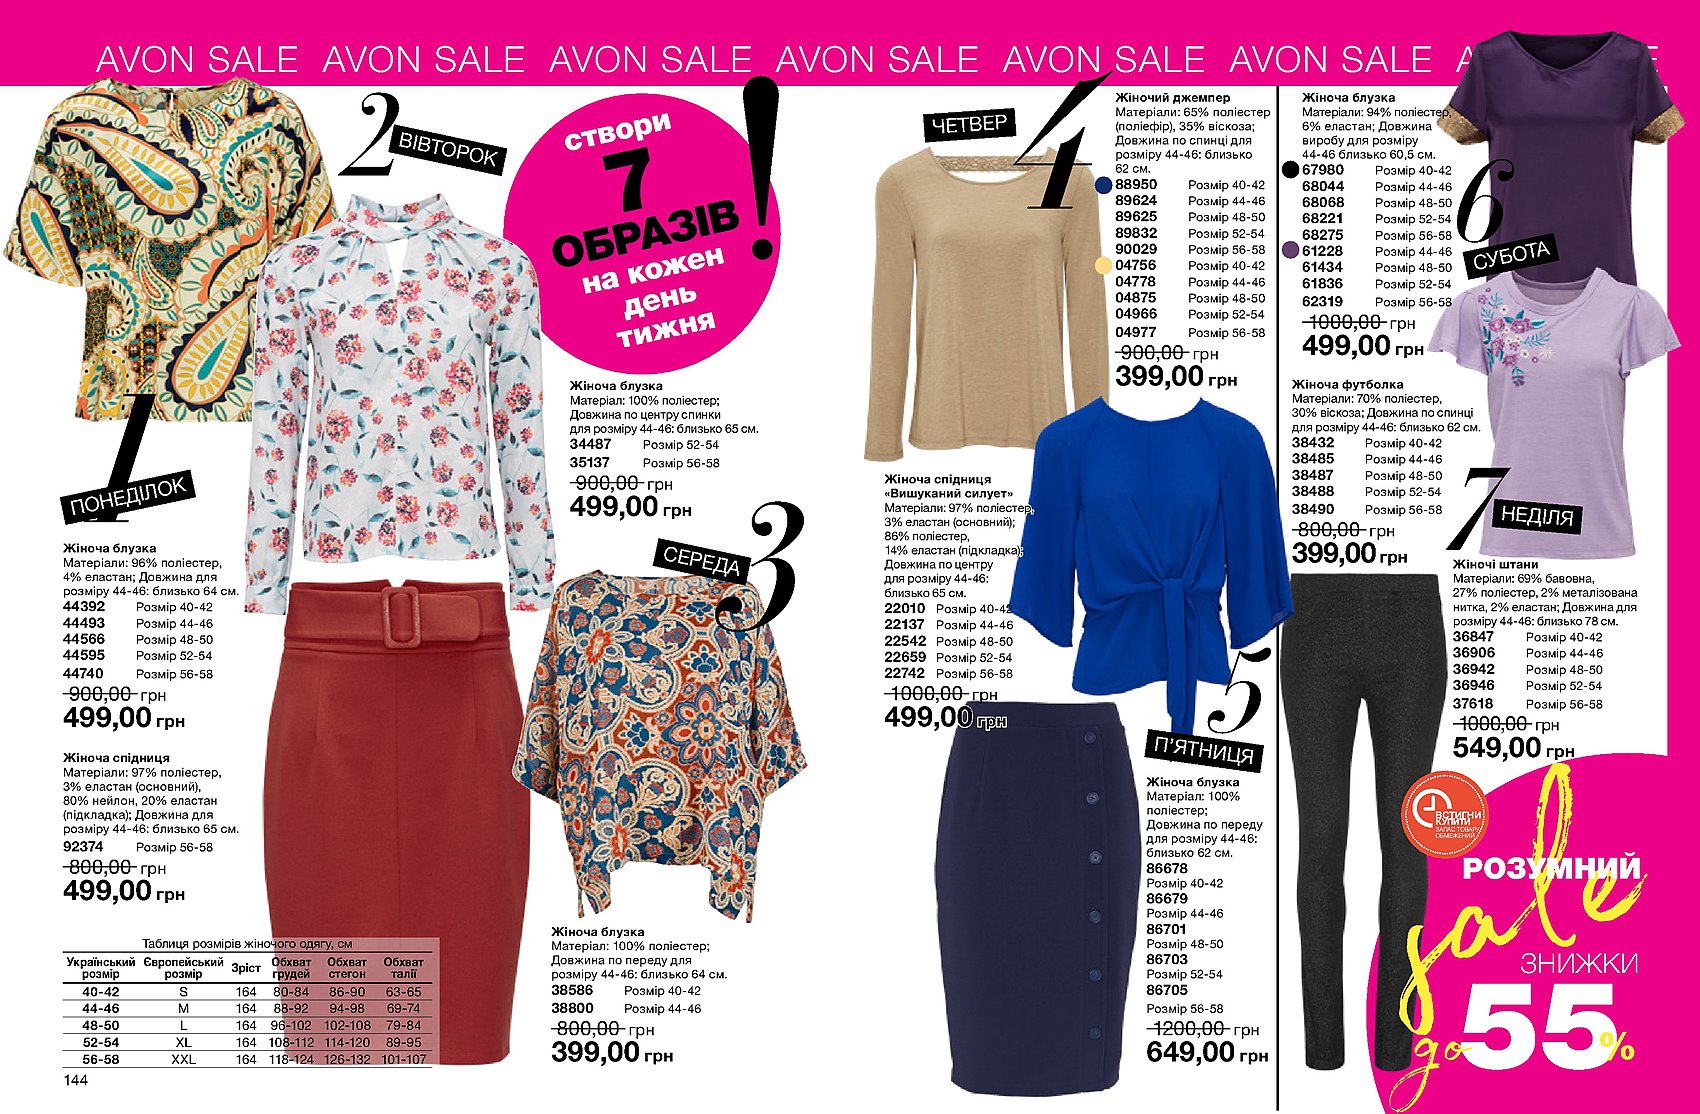 AVON SALE AVON SALE AVON SALE AVON SALE AVON SALE AVON SALE A E
2
ВІВТОРОК
створи
7
ОБРАЗІВ
на кожен
день
тижня
!
Жіноча блузка
Матеріал: 100% поліестер;
Довжина по центру спинки
для розміру 44-46: близько 65 см.
34487 Розмір 52-54
35137 Розмір 56-58
900,00 грн
499,00 грн
1
ПОНЕДІЛОК
Жіноча блузка
Матеріали: 96% поліестер,
4% еластан; Довжина для
розміру 44-46: близько 64 см.
44392 Розмір 40-42
44493 Розмір 44-46
44566 Розмір 48-50
44595 Розмір 52-54
44740 Розмір 56-58
900,00 грн
499,00 грн
Жіноча спідниця
Матеріали: 97% поліестер,
3% еластан (основний),
80% нейлон, 20% еластан
(підкладка); Довжина для
розміру 44-46: близько 65 см.
92374 Розмір 56-58
800,00 грн
499,00 грн
3
СЕРЕДА
Жіноча блузка
Матеріал: 100% поліестер;
Довжина по переду для
розміру 44-46: близько 64 см.
38586 Розмір 40-42
38800 Розмір 44-46
800,00 грн
399,00 грн
Таблиця розмірів жіночого одягу, см
Український розмір Європейський розмір Зріст Обхват грудей Обхват стегон Обхват талії
40-42 S 164 80-84 86-90 63-65
44-46 M 164 88-92 94-98 69-74
48-50 L 164 96-102 102-108 79-84
52-54 XL 164 108-112 114-120 89-95
56-58 XXL 164 118-124 126-132 101-107
144
4
ЧЕТВЕР
Жіночий джемпер
Матеріали: 65% поліестер
(поліефір), 35% віскоза;
Довжина по спинці для
розміру 44-46: близько
62 см.
88950 Розмір 40-42
89624 Розмір 44-46
89625 Розмір 48-50
89832 Розмір 52-54
90029 Розмір 56-58
04756 Розмір 40-42
04778 Розмір 44-46
04875 Розмір 48-50
04966 Розмір 52-54
04977 Розмір 56-58
900,00 грн
399,00 грн
Жіноча спідниця
«Вишуканий силует»
Матеріали: 97% поліестер,
3% еластан (основний);
86% поліестер,
14% еластан (підкладка);
Довжина по центру
для розміру 44-46:
близько 65 см.
22010 Розмір 40-42
22137 Розмір 44-46
22542 Розмір 48-50
22659 Розмір 52-54
22742 Розмір 56-58
1000,00 грн
499,00 грн
5
П’ЯТНИЦЯ
Жіноча блузка
Матеріал: 100%
поліестер;
Довжина по переду
для розміру 44-46:
близько 62 см.
86678
Розмір 40-42
86679
Розмір 44-46
86701
Розмір 48-50
86703
Розмір 52-54
86705
Розмір 56-58
1200,00 грн
649,00 грн
Жіноча блузка
Матеріали: 94% поліестер,
6% еластан; Довжина
виробу для розміру
44-46 близько 60,5 см.
67980 Розмір 40-42
68044 Розмір 44-46
68068 Розмір 48-50
68221 Розмір 52-54
68275 Розмір 56-58
61228 Розмір 44-46
61434 Розмір 48-50
61836 Розмір 52-54
62319 Розмір 56-58
1000,00 грн
499,00 грн
6
СУБОТА
Жіноча футболка
Матеріали: 70% поліестер,
30% віскоза; Довжина по спинці
для розміру 44-46: близько 62 см.
38432 Розмір 40-42
38485 Розмір 44-46
38487 Розмір 48-50
38488 Розмір 52-54
38490 Розмір 56-58
800,00 грн
399,00 грн
7
НЕДІЛЯ
Жіночі штани
Матеріали: 69% бавовна,
27% поліестер, 2% металізована
нитка, 2% еластан; Довжина для
розміру 44-46: близько 78 см.
36847 Розмір 40-42
36906 Розмір 44-46
36942 Розмір 48-50
36946 Розмір 52-54
37618 Розмір 56-58
1000,00 грн
549,00 грн
ВСТИГНИ
КУПИТИ
ЗАПАС ТОВАРУ
ОБМЕЖЕНИЙ
РОЗУМНИЙ
sale
ЗНИЖКИ
до 55%